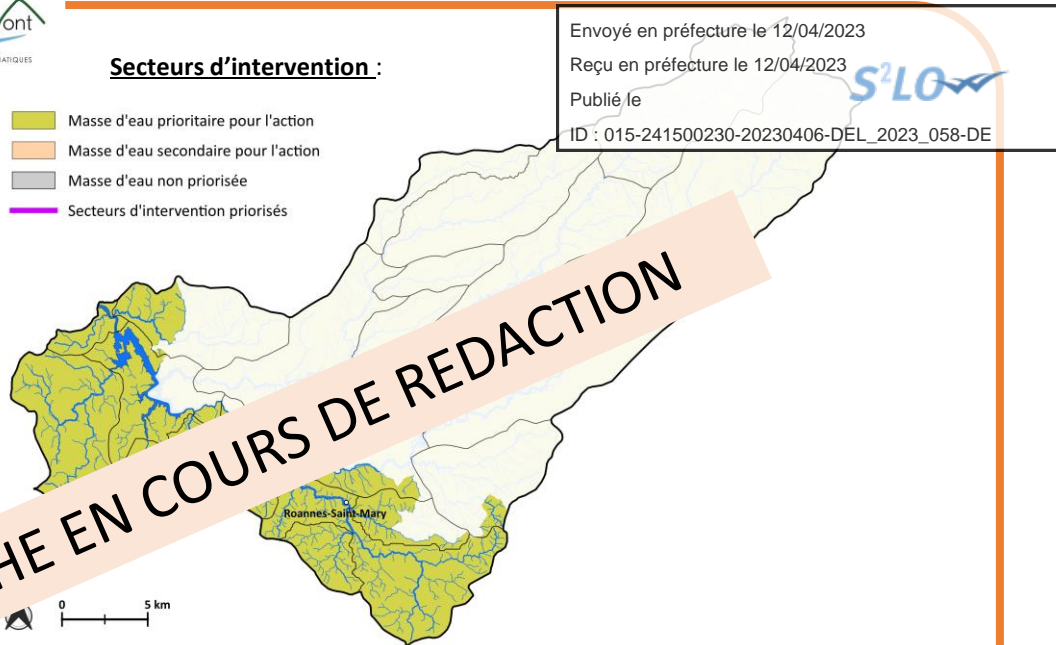 ont
ATIQUES
Envoyé en préfecture le 12/04/2023
Reçu en préfecture le 12/04/2023
Publié le
ID : 015-241500230-20230406-DEL_2023_058-DE
S²LO
Secteurs d’intervention :
Masse d'eau prioritaire pour l'action
Masse d'eau secondaire pour l'action
Masse d'eau non priorisée
Secteurs d'intervention priorisés
HE EN COURS DE REDACTION
Roannes-Saint-Mary
0 5 km